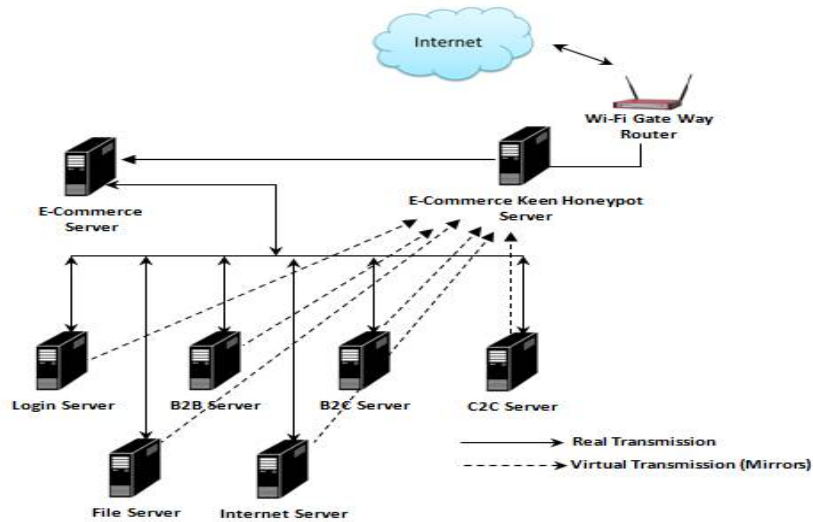 Internet
Wi-Fi Gate Way
Router
E-Commerce
Server
E-Commerce Keen Honeypot
Server
Login Server
B2B Server
B2C Server
C2C Server
Real Transmission
Virtual Transmission (Mirrors)
File Server
Internet Server